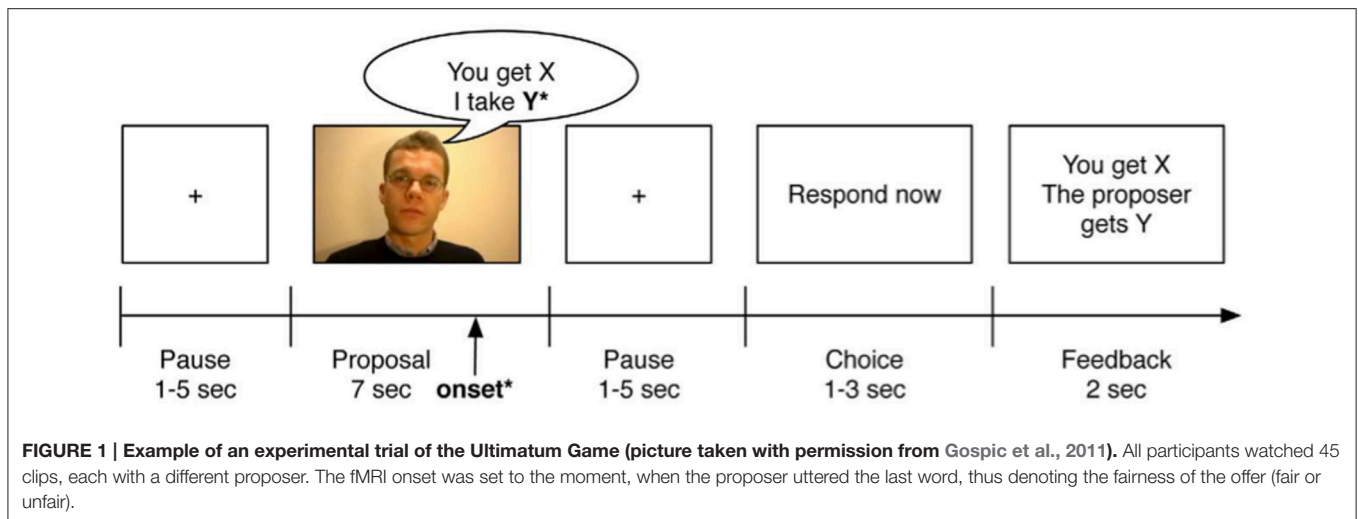 You get X
I take Y*
+
+
Respond now
You get X
The proposer
gets Y
Pause
1-5 sec
Proposal
7 sec
onset*
Pause
1-5 sec
Choice
1-3 sec
Feedback
2 sec
FIGURE 1 | Example of an experimental trial of the Ultimatum Game (picture taken with permission from Gospic et al., 2011). All participants watched 45
clips, each with a different proposer. The fMRI onset was set to the moment, when the proposer uttered the last word, thus denoting the fairness of the offer (fair or
unfair).